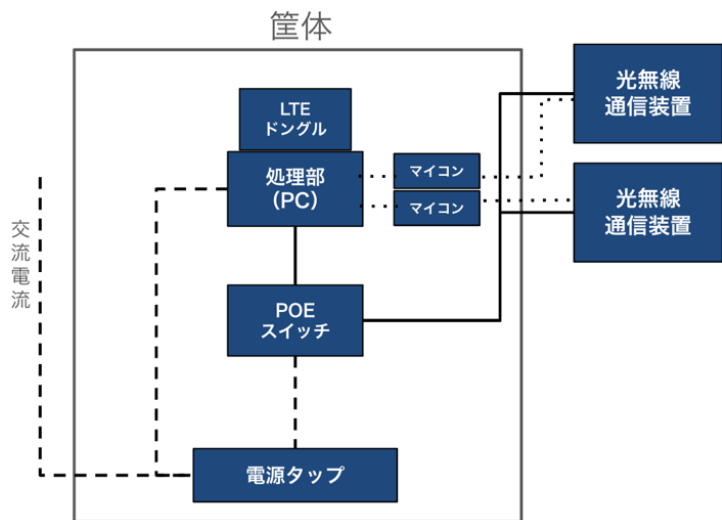 筐体
LTE
ドングル
処理部
（PC）
マイコン
マイコン
光無線
通信装置
光無線
通信装置
交流電流
POE
スイッチ
電源タップ